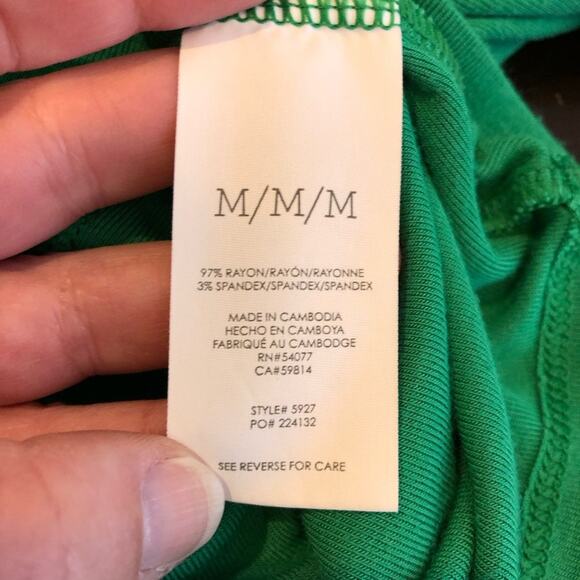 M/M/M
97% RAYON/RAYÓN/RAYONNE
3% SPANDEX/SPANDEX/SPANDEX
MADE IN CAMBODIA
HECHO EN CAMBOYA
FABRIQUÉ AU CAMBODGE
RN#54077
CA#59814
STYLE# 5927
PO# 224132
SEE REVERSE FOR CARE